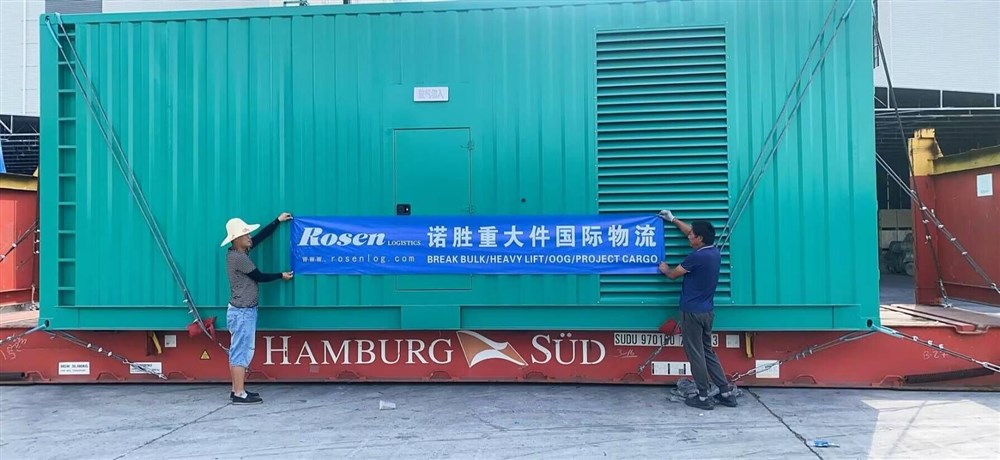 Rosen LOGISTICS
www.rosenlog.com
诺胜重大件国际物流
BREAK BULK/HEAVY LIFT/OOG/PROJECT CARGO
HAMBURG SÜD